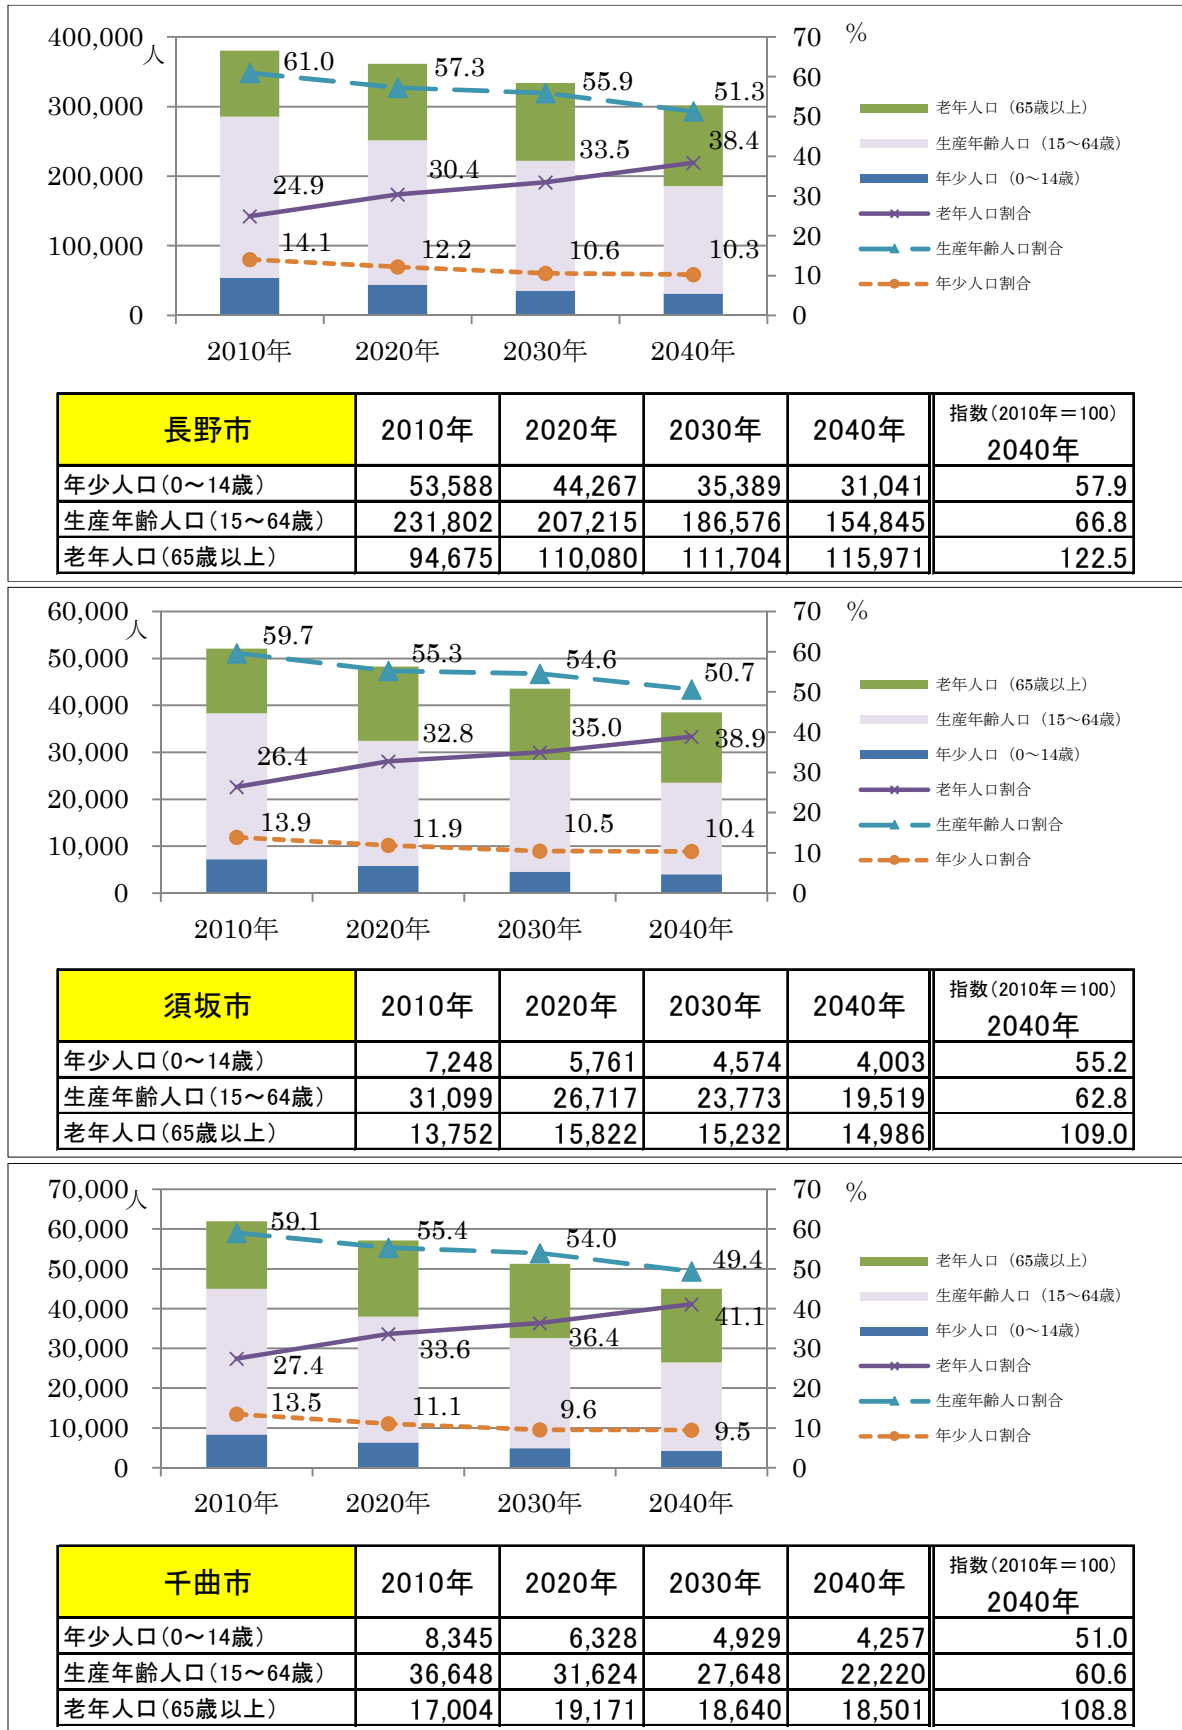 400,000 人 70 %
61.0 57.3 55.9 51.3
300,000 60
50
38.4 老年人口（65歳以上）
33.5 生産年齢人口（15～64歳）
200,000 24.9 30.4 40
30 年少人口（0～14歳）
老年人口割合
100,000 14.1 12.2 10.6 10.3 20
生産年齢人口割合
10 年少人口割合
0 0
2010年 2020年 2030年 2040年
長野市 2010年 2020年 2030年 2040年 指数(2010年＝100)
2040年
年少人口(0～14歳) 53,588 44,267 35,389 31,041 57.9
生産年齢人口(15～64歳) 231,802 207,215 186,576 154,845 66.8
老年人口(65歳以上) 94,675 110,080 111,704 115,971 122.5
60,000 人 70 %
59.7 55.3 54.6 50.7
50,000 60
50 老年人口（65歳以上）
40,000 生産年齢人口（15～64歳）
26.4 32.8 35.0 38.9 40
30,000 年少人口（0～14歳）
30 老年人口割合
20,000 20
13.9 11.9 10.5 10.4 生産年齢人口割合
10,000 10 年少人口割合
0 0
2010年 2020年 2030年 2040年
須坂市 2010年 2020年 2030年 2040年 指数(2010年＝100)
2040年
年少人口(0～14歳) 7,248 5,761 4,574 4,003 55.2
生産年齢人口(15～64歳) 31,099 26,717 23,773 19,519 62.8
老年人口(65歳以上) 13,752 15,822 15,232 14,986 109.0
70,000 人 70 %
59.1 55.4 54.0 49.4
60,000 60
50,000 50 老年人口（65歳以上）
生産年齢人口（15～64歳）
40,000 41.1 40
27.4 33.6 36.4 年少人口（0～14歳）
30,000 30 老年人口割合
20,000 20 生産年齢人口割合
13.5 11.1 9.6 9.5
10,000 10 年少人口割合
0 0
2010年 2020年 2030年 2040年
千曲市 2010年 2020年 2030年 2040年 指数(2010年＝100)
2040年
年少人口(0～14歳) 8,345 6,328 4,929 4,257 51.0
生産年齢人口(15～64歳) 36,648 31,624 27,648 22,220 60.6
老年人口(65歳以上) 17,004 19,171 18,640 18,501 108.8